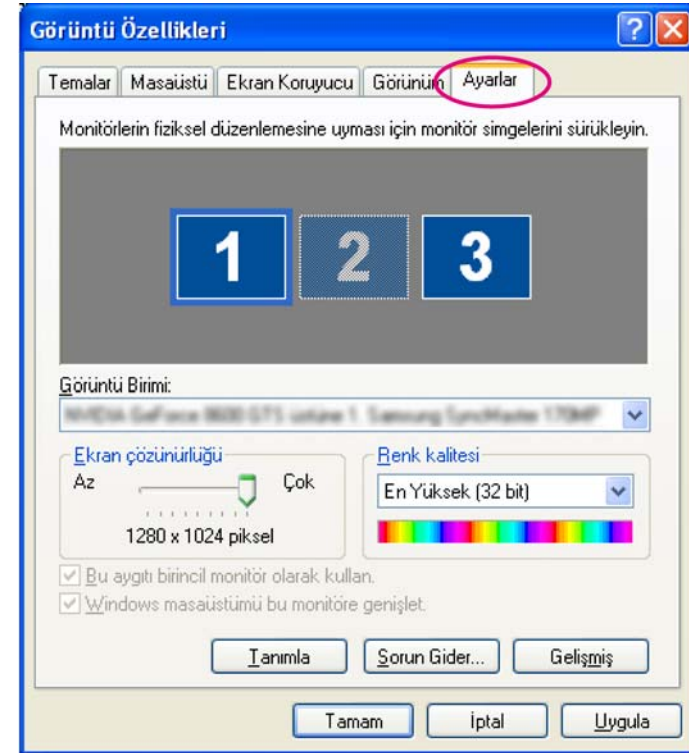 Görüntü Özellikleri
Temalar Masaüstü Ekran Koruyucu Görünüm Ayarlar
Monitörlerin fiziksel düzenlemesine uyması için monitör simgelerini sürükleyin.
1 2 3
Görüntü Birimi:
Ekran çözünürlüğü
Az Çok
1280 x 1024 piksel
Renk kalitesi
En Yüksek (32 bit)
Bu aygıtı birincil monitör olarak kullan.
Windows masaüstümü bu monitöre genişlet.
Tanımla Sorun Gider... Gelişmiş
Tamam İptal Uygula